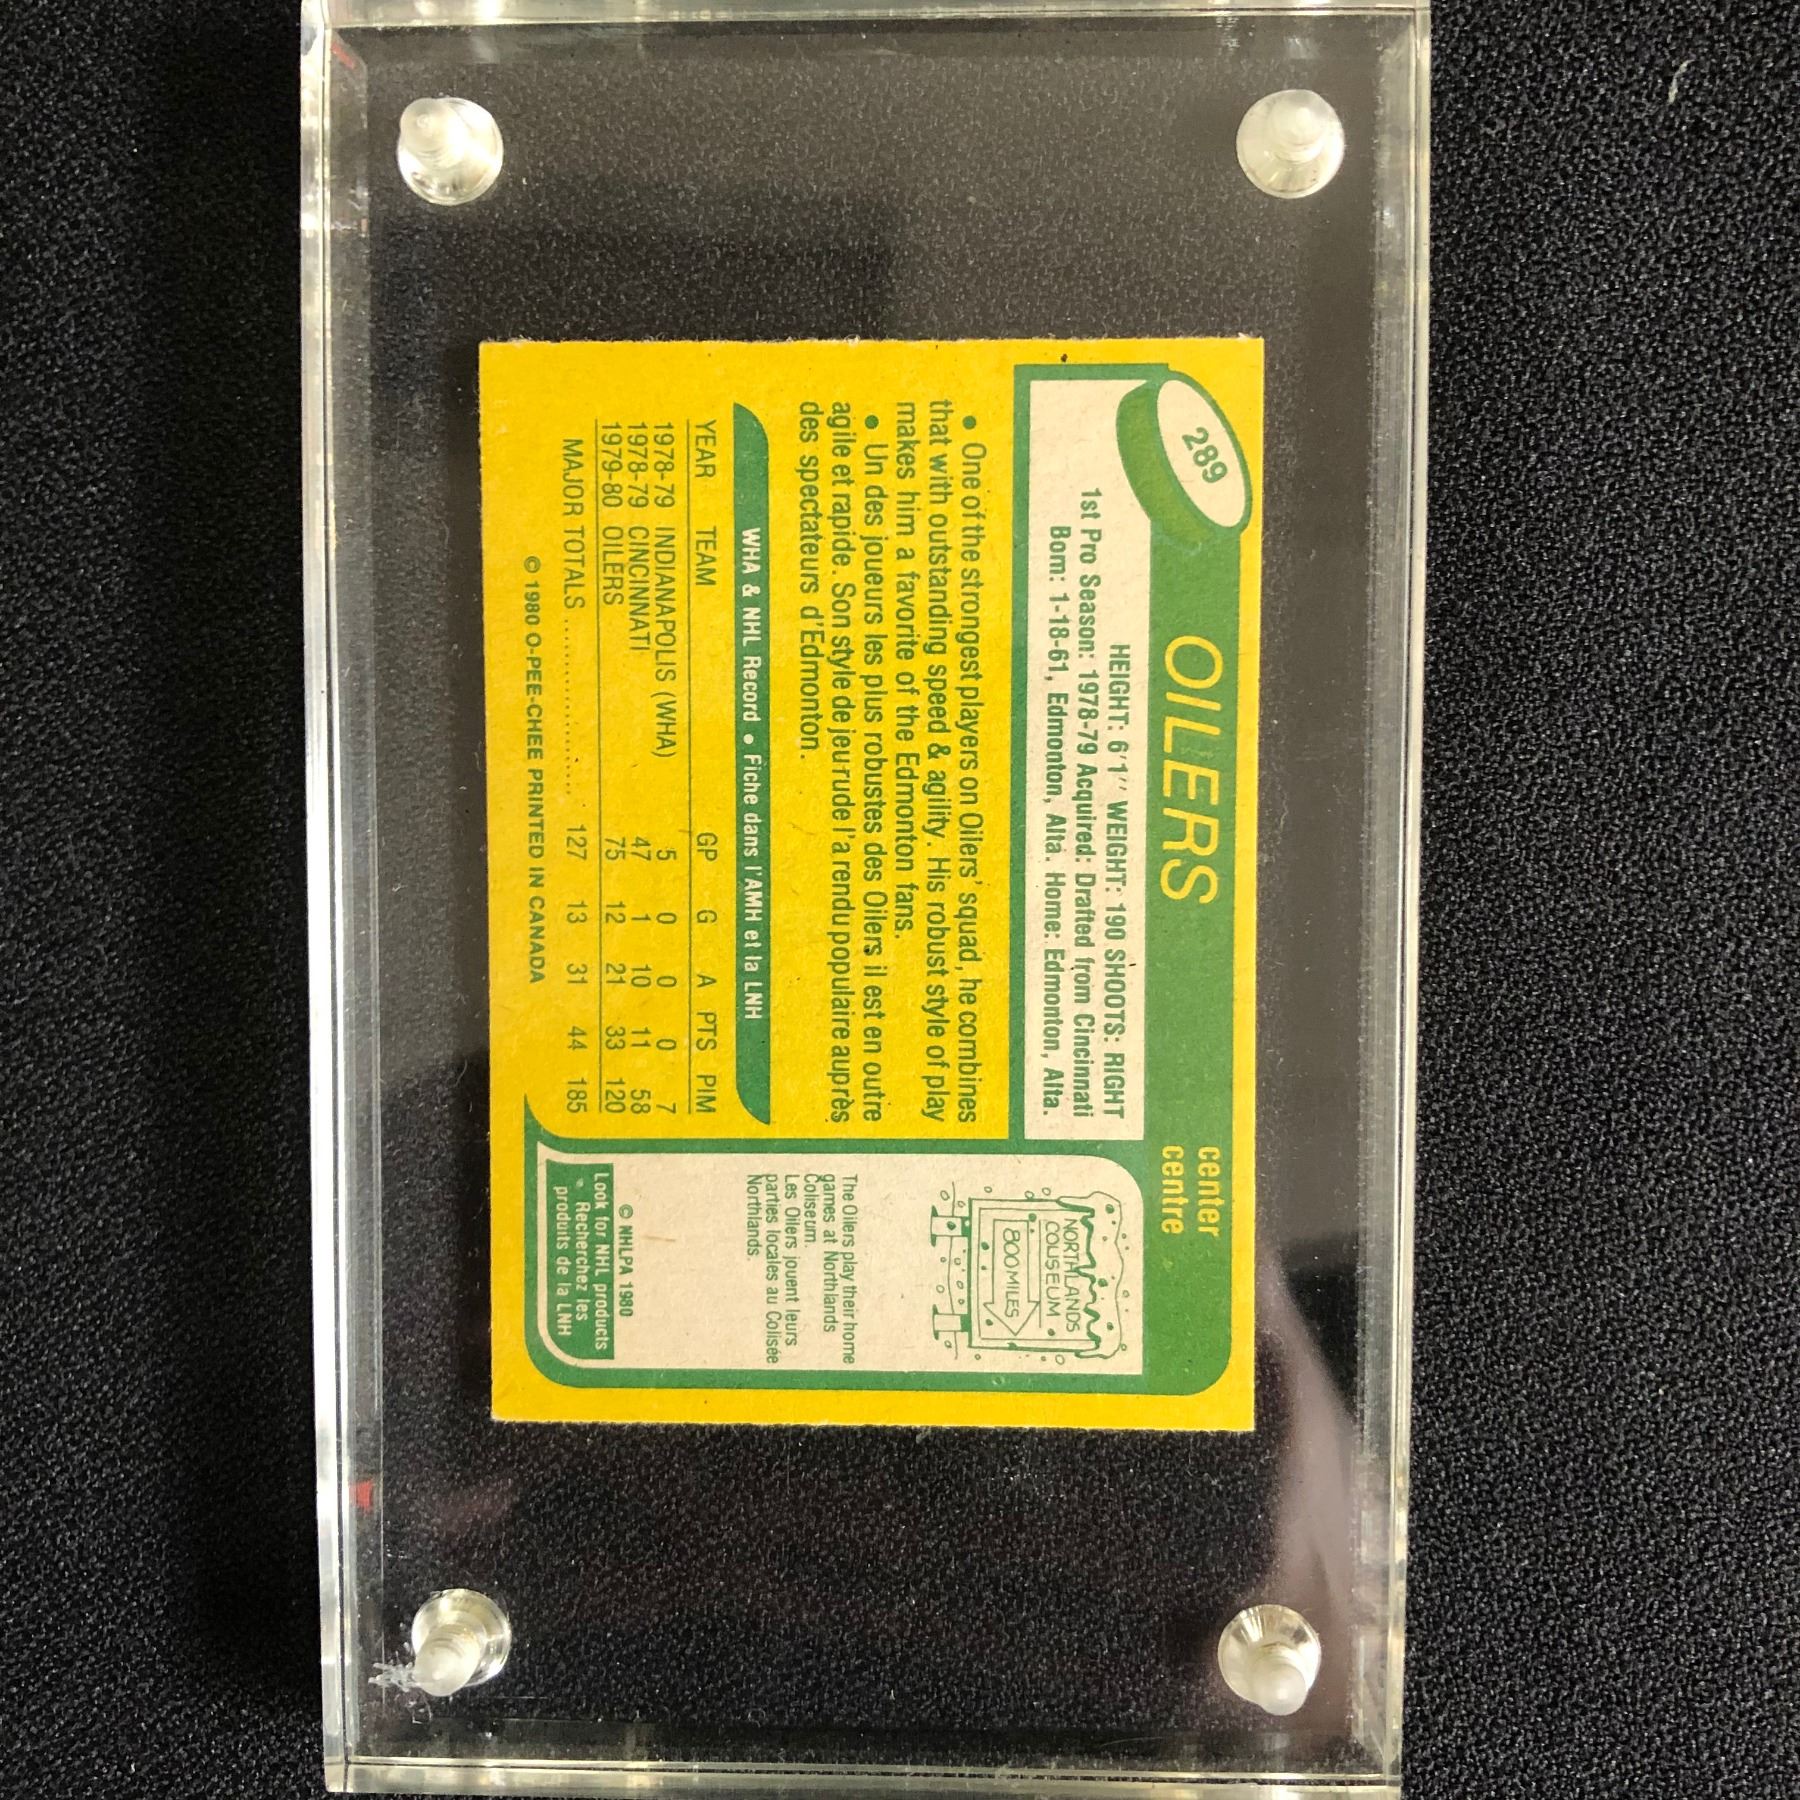 289
OILERS
center
centre
HEIGHT: 6'1'' WEIGHT: 190 SHOOTS: RIGHT
1st Pro Season: 1978-79 Acquired: Drafted from Cincinnati
Born: 1-18-61, Edmonton, Alta. Home: Edmonton, Alta.
• One of the strongest players on Oilers' squad, he combines
that with outstanding speed & agility. His robust style of play
makes him a favorite of the Edmonton fans.
• Un des joueurs les plus robustes des Oilers il est en outre
agile et rapide. Son style de jeu rude l'a rendu populaire auprès
des spectateurs d'Edmonton.
WHA & NHL Record • Fiche dans l'AMH et la LNH
YEAR TEAM GP G A PTS PIM
1978-79 INDIANAPOLIS (WHA) 5 0 0 0 7
1978-79 CINCINNATI 47 1 10 11 58
1979-80 OILERS 75 12 21 33 120
MAJOR TOTALS .................... 127 13 31 44 185
© 1980 O-PEE-CHEE PRINTED IN CANADA
NORTHLANDS
COLISEUM
800 MILES
The Oilers play their home
games at Northlands
Coliseum.
Les Oilers jouent leurs
parties locales au Colisée
Northlands.
© NHLPA 1980
Look for NHL products
• Recherchez les
produits de la LNH